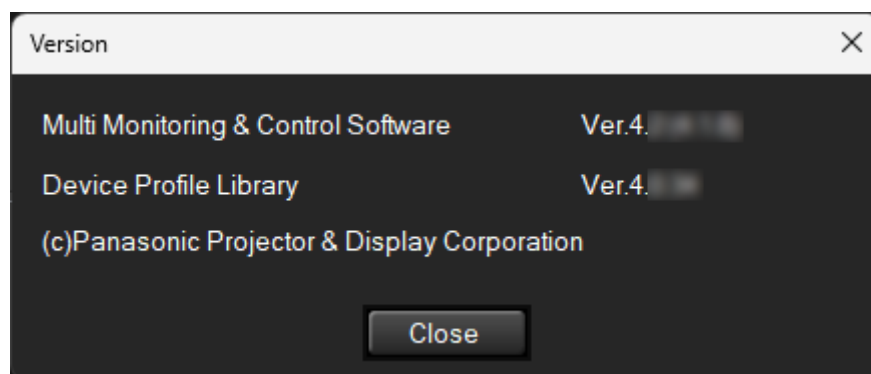 Version
Multi Monitoring & Control Software Ver.4.
Device Profile Library Ver.4.
(c)Panasonic Projector & Display Corporation
Close